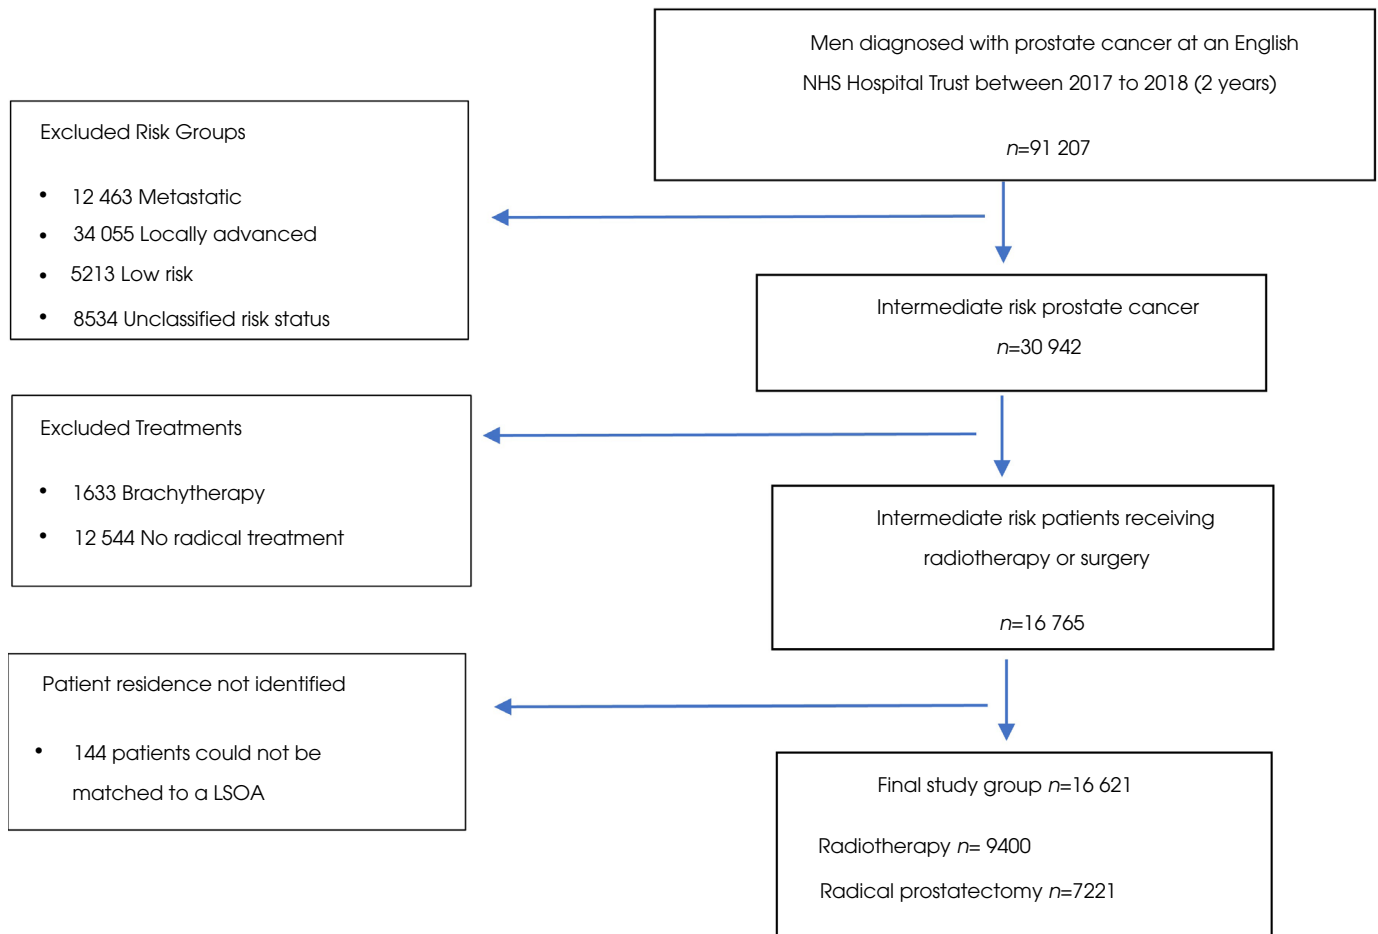 Men diagnosed with prostate cancer at an English
NHS Hospital Trust between 2017 to 2018 (2 years)
n=91 207
Excluded Risk Groups
• 12 463 Metastatic
• 34 055 Locally advanced
• 5213 Low risk
• 8534 Unclassified risk status
Intermediate risk prostate cancer
n=30 942
Excluded Treatments
• 1633 Brachytherapy
• 12 544 No radical treatment
Intermediate risk patients receiving
radiotherapy or surgery
n=16 765
Patient residence not identified
• 144 patients could not be
matched to a LSOA
Final study group n=16 621
Radiotherapy n= 9400
Radical prostatectomy n=7221